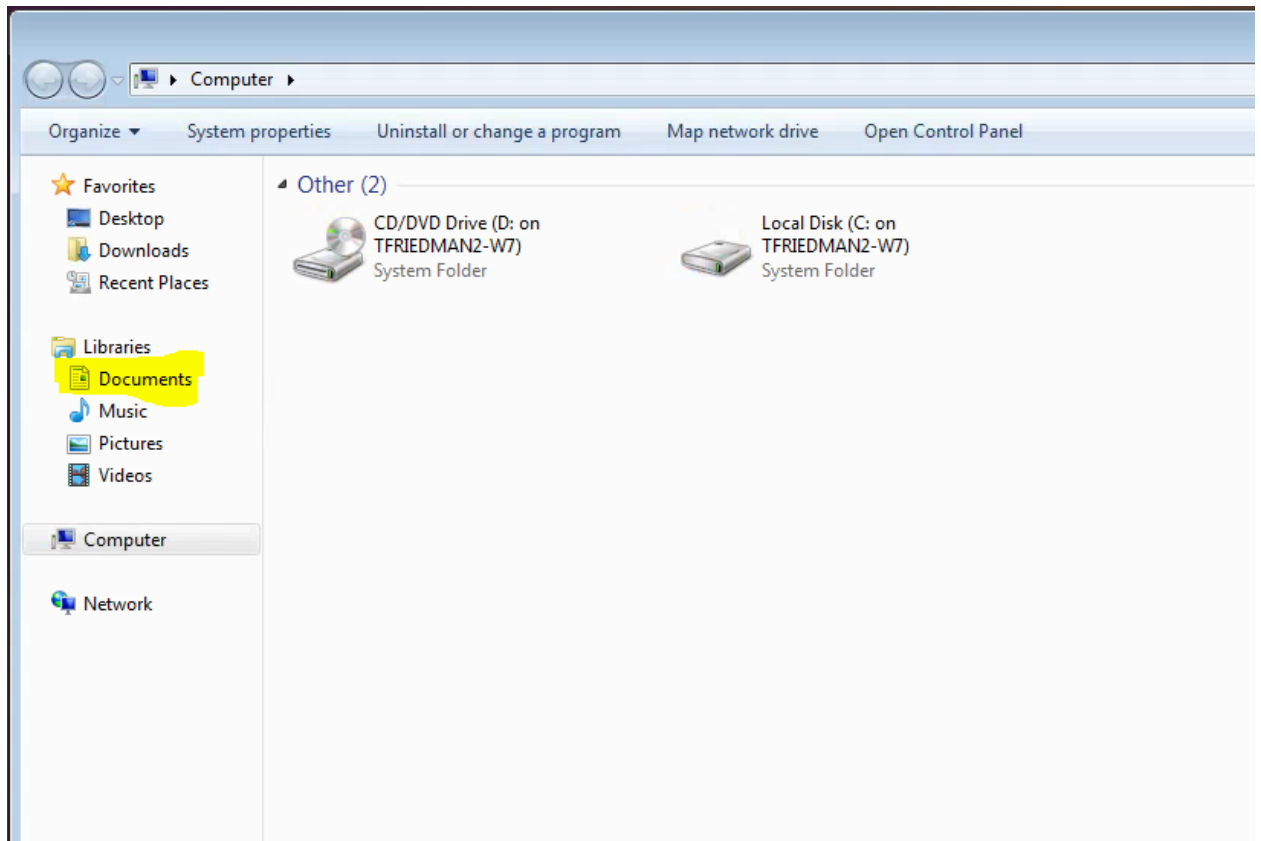 Computer
Organize
System properties
Uninstall or change a program
Map network drive
Open Control Panel
Favorites
Desktop
Downloads
Recent Places
Libraries
Documents
Music
Pictures
Videos
Computer
Network
Other (2)
CD/DVD Drive (D: on
TFRIEDMAN2-W7)
System Folder
Local Disk (C: on
TFRIEDMAN2-W7)
System Folder